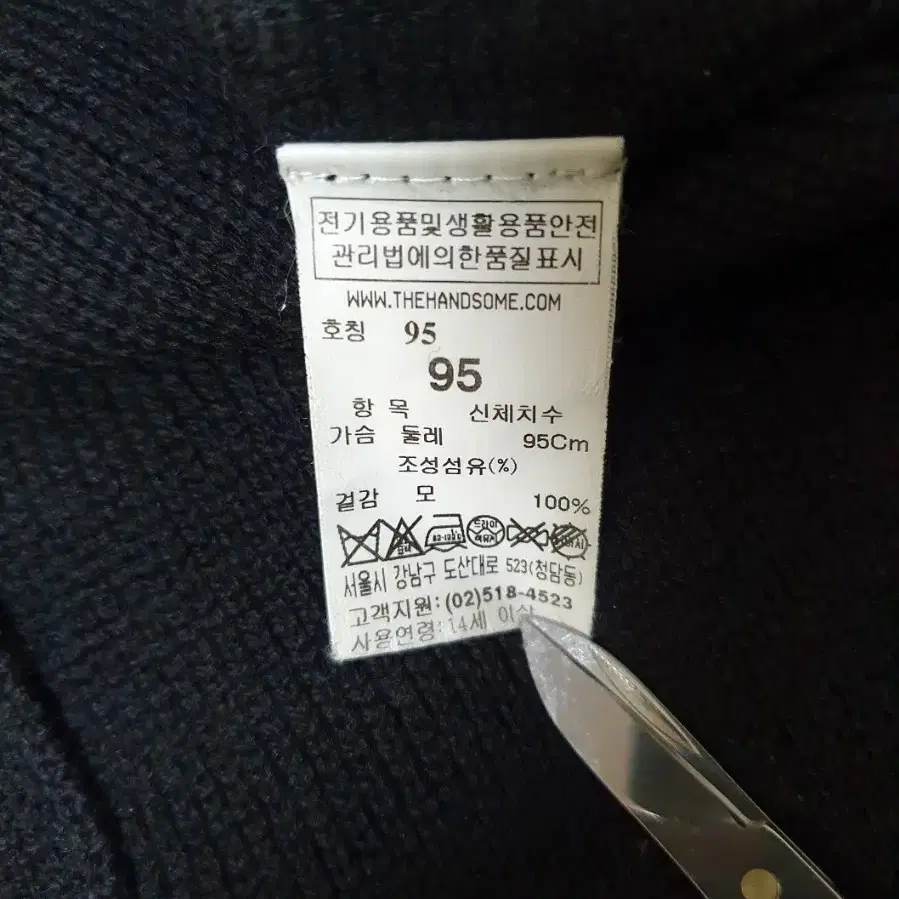 전기용품및생활용품안전
관리법에의한품질표시
WWW.THEHANDSOME.COM
호칭 95
95
항 목 신체치수
가슴 둘레 95Cm
조성섬유(%)
겉감 모 100%
드라이
서울시 강남구 도산대로 523(청담동)
고객지원:(02)518-4523
사용연령:14세 이상